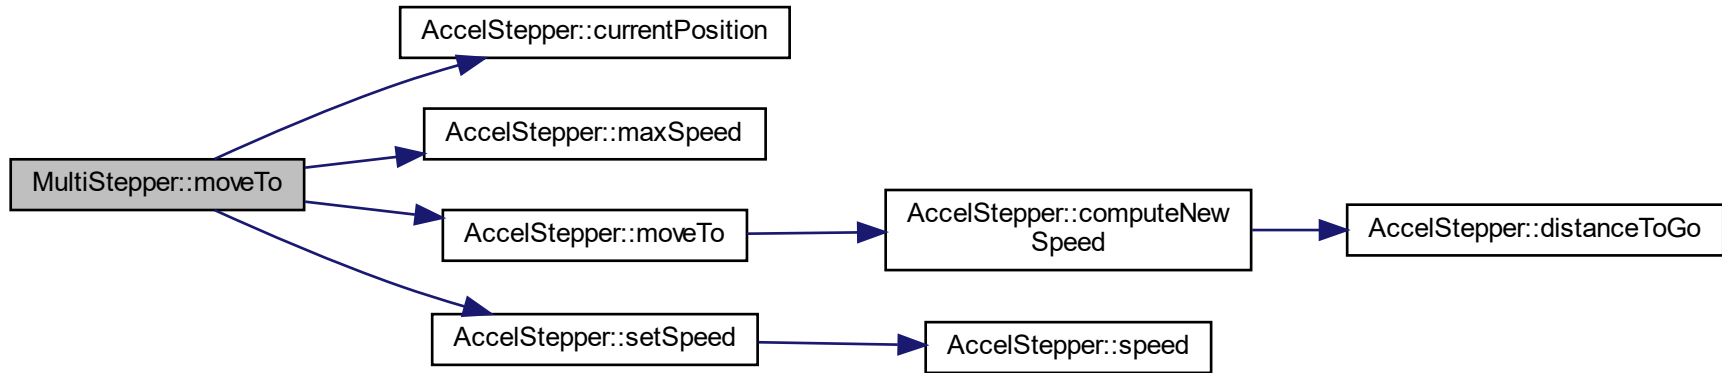 AccelStepper::currentPosition
AccelStepper::maxSpeed
MultiStepper::moveTo
AccelStepper::moveTo
AccelStepper::computeNew
Speed
AccelStepper::distanceToGo
AccelStepper::setSpeed
AccelStepper::speed